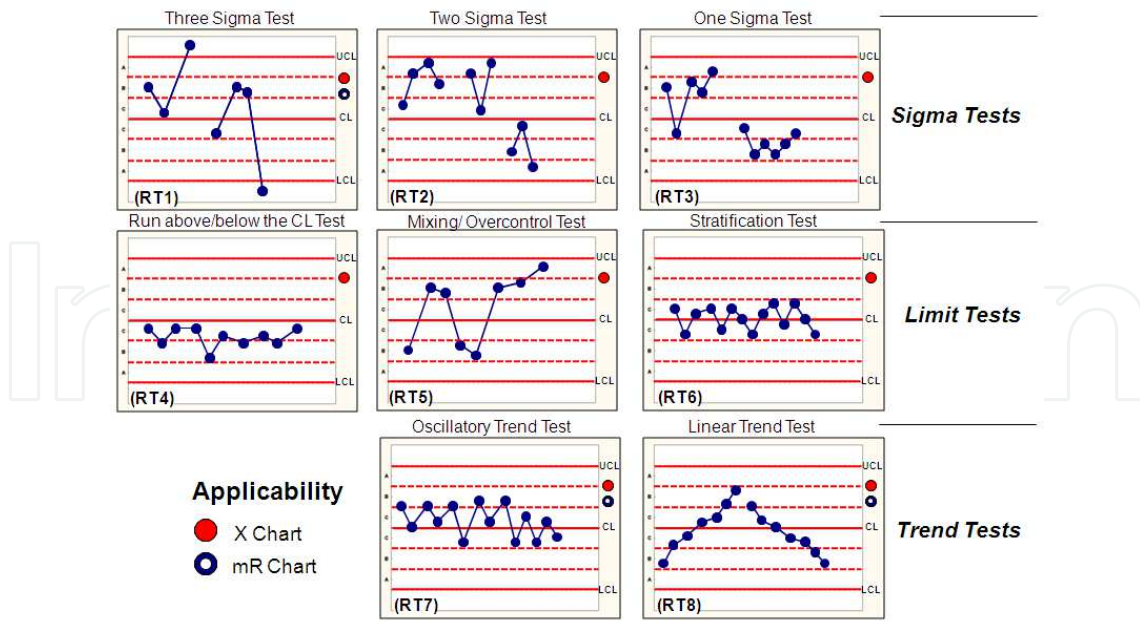 Three Sigma Test
Two Sigma Test
One Sigma Test
UCL
A
B
C
CL
C
B
A
LCL
(RT1)
UCL
A
B
C
CL
C
B
A
LCL
(RT2)
UCL
A
B
C
CL
C
B
A
LCL
(RT3)
Sigma Tests
Run above/below the CL Test
Mixing/ Overcontrol Test
Stratification Test
UCL
A
B
C
CL
C
B
A
LCL
(RT4)
UCL
A
B
C
CL
C
B
A
LCL
(RT5)
UCL
A
B
C
CL
C
B
A
LCL
(RT6)
Limit Tests
Oscillatory Trend Test
Linear Trend Test
UCL
A
B
C
CL
C
B
A
LCL
(RT7)
UCL
A
B
C
CL
C
B
A
LCL
(RT8)
Trend Tests
Applicability
X Chart
mR Chart